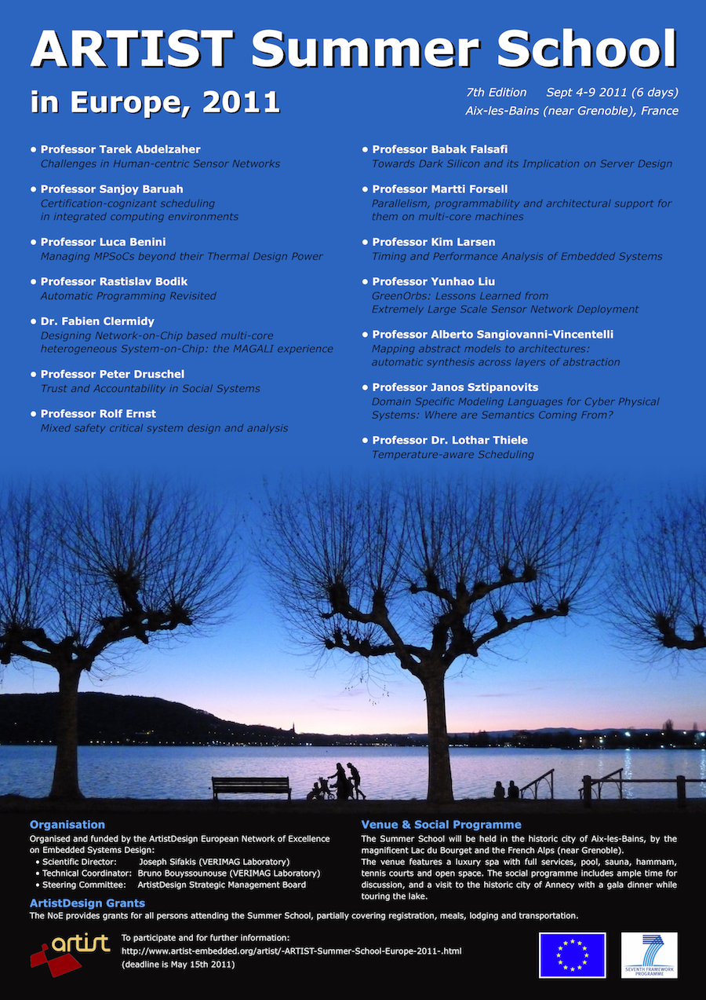 ARTIST Summer School
in Europe, 2011
7th Edition Sept 4-9 2011 (6 days)
Aix-les-Bains (near Grenoble), France
• Professor Tarek Abdelzaher
Challenges in Human-centric Sensor Networks
• Professor Sanjoy Baruah
Certification-cognizant scheduling
in integrated computing environments
• Professor Luca Benini
Managing MPSoCs beyond their Thermal Design Power
• Professor Rastislav Bodik
Automatic Programming Revisited
• Dr. Fabien Clermidy
Designing Network-on-Chip based multi-core
heterogeneous System-on-Chip: the MAGALI experience
• Professor Peter Druschel
Trust and Accountability in Social Systems
• Professor Rolf Ernst
Mixed safety critical system design and analysis
• Professor Babak Falsafi
Towards Dark Silicon and its Implication on Server Design
• Professor Martti Forsell
Parallelism, programmability and architectural support for
them on multi-core machines
• Professor Kim Larsen
Timing and Performance Analysis of Embedded Systems
• Professor Yunhao Liu
GreenOrbs: Lessons Learned from
Extremely Large Scale Sensor Network Deployment
• Professor Alberto Sangiovanni-Vincentelli
Mapping abstract models to architectures:
automatic synthesis across layers of abstraction
• Professor Janos Sztipanovits
Domain Specific Modeling Languages for Cyber Physical
Systems: Where are Semantics Coming From?
• Professor Dr. Lothar Thiele
Temperature-aware Scheduling
Organisation
Organised and funded by the ArtistDesign European Network of Excellence
on Embedded Systems Design:
• Scientific Director: Joseph Sifakis (VERIMAG Laboratory)
• Technical Coordinator: Bruno Bouyssounouse (VERIMAG Laboratory)
• Steering Committee: ArtistDesign Strategic Management Board
Venue & Social Programme
The Summer School will be held in the historic city of Aix-les-Bains, by the
magnificent Lac du Bourget and the French Alps (near Grenoble).
The venue features a luxury spa with full services, pool, sauna, hammam,
tennis courts and open space. The social programme includes ample time for
discussion, and a visit to the historic city of Annecy with a gala dinner while
touring the lake.
ArtistDesign Grants
The NoE provides grants for all persons attending the Summer School, partially covering registration, meals, lodging and transportation.
artist
To participate and for further information:
http://www.artist-embedded.org/artist/-ARTIST-Summer-School-Europe-2011-.html
(deadline is May 15th 2011)
7
SEVENTH FRAMEWORK
PROGRAMME